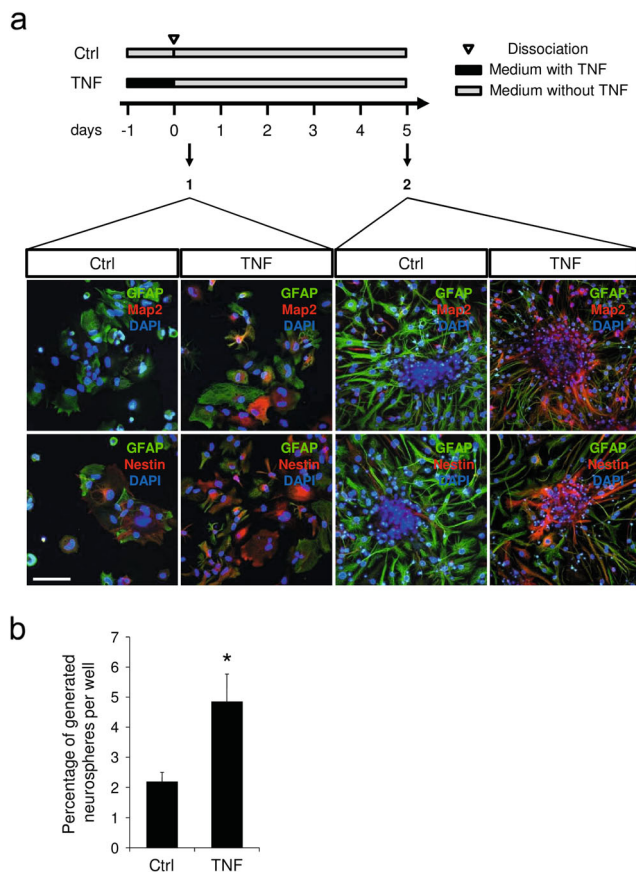 a
Ctrl
TNF
days -1 0 1 2 3 4 5
Dissociation
Medium with TNF
Medium without TNF
1 2
Ctrl TNF Ctrl TNF
GFAP GFAP GFAP GFAP
Map2 Map2 Map2 Map2
DAPI DAPI DAPI DAPI
GFAP GFAP GFAP GFAP
Nestin Nestin Nestin Nestin
DAPI DAPI DAPI DAPI
b
Percentage of generated
neurospheres per well
7
6
5
4
3
2
1
0
*
Ctrl TNF